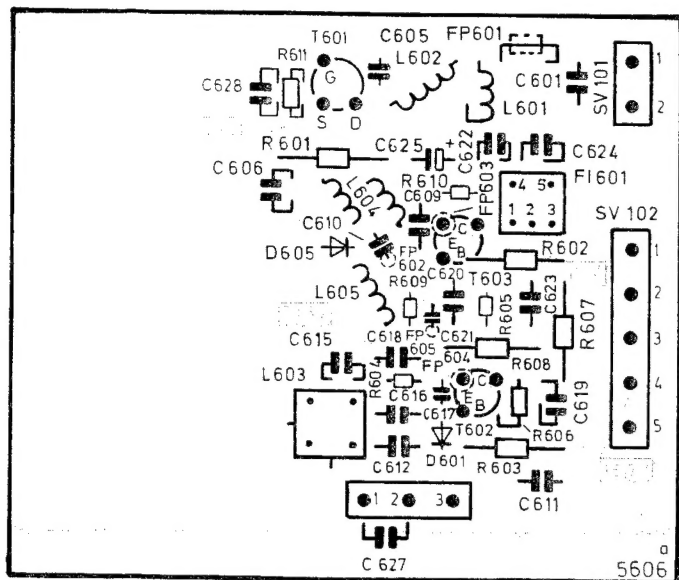 T601
C605
FP601
L602
R611
C628
G
S
D
C601
SV101
1
2
L601
R601
C625
+
C622
C624
C606
L604
R610
C609
FP603
FI601
4 5
1 2 3
SV 102
C610
D605
FP
602
C
E
B
R602
1
L605
R609
C620
T603
C623
2
R605
R607
C615
C618
FP
605
C621
3
L603
R604
FP
604
R608
C616
C
E
B
C619
4
C617
T602
R606
5
C612
D601
R603
C611
1 2 3
C 627
a
5606